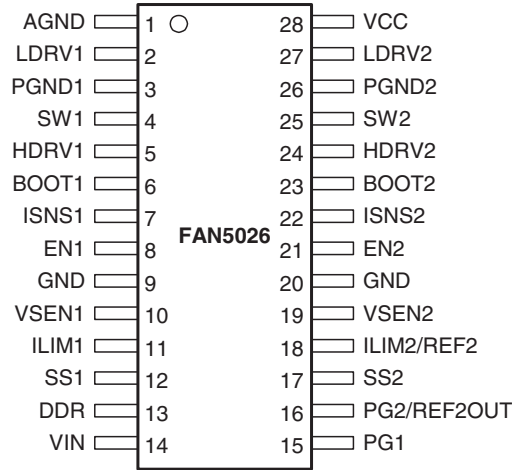 AGND 1 28 VCC
LDRV1 2 27 LDRV2
PGND1 3 26 PGND2
SW1 4 25 SW2
HDRV1 5 24 HDRV2
BOOT1 6 23 BOOT2
ISNS1 7 22 ISNS2
FAN5026
EN1 8 21 EN2
GND 9 20 GND
VSEN1 10 19 VSEN2
ILIM1 11 18 ILIM2/REF2
SS1 12 17 SS2
DDR 13 16 PG2/REF2OUT
VIN 14 15 PG1